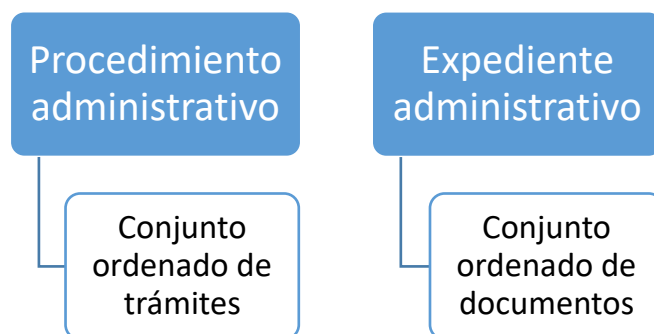 Procedimiento
administrativo
Conjunto
ordenado de
trámites
Expediente
administrativo
Conjunto
ordenado de
documentos